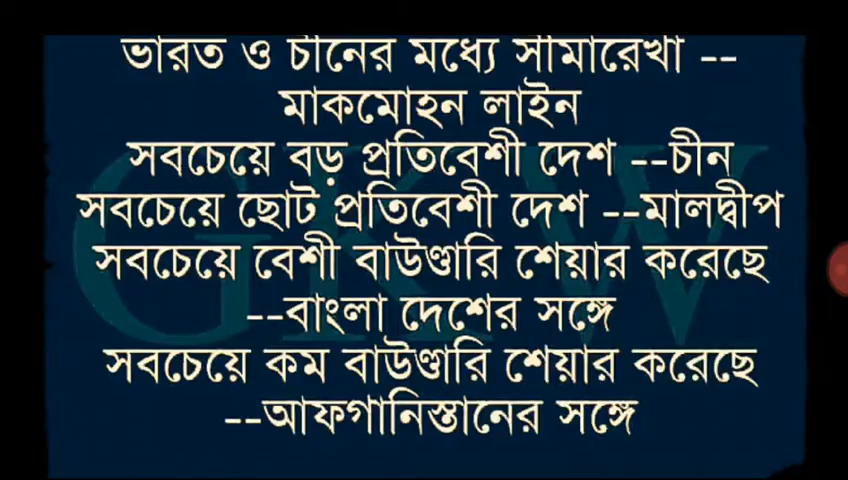 ভারত ও চীনের মধ্যে সীমারেখা --
মাকমোহন লাইন
সবচেয়ে বড় প্রতিবেশী দেশ --চীন
সবচেয়ে ছোট প্রতিবেশী দেশ --মালদ্বীপ
সবচেয়ে বেশী বাউণ্ডারি শেয়ার করেছে
--বাংলা দেশের সঙ্গে
সবচেয়ে কম বাউণ্ডারি শেয়ার করেছে
--আফগানিস্তানের সঙ্গে
GKW